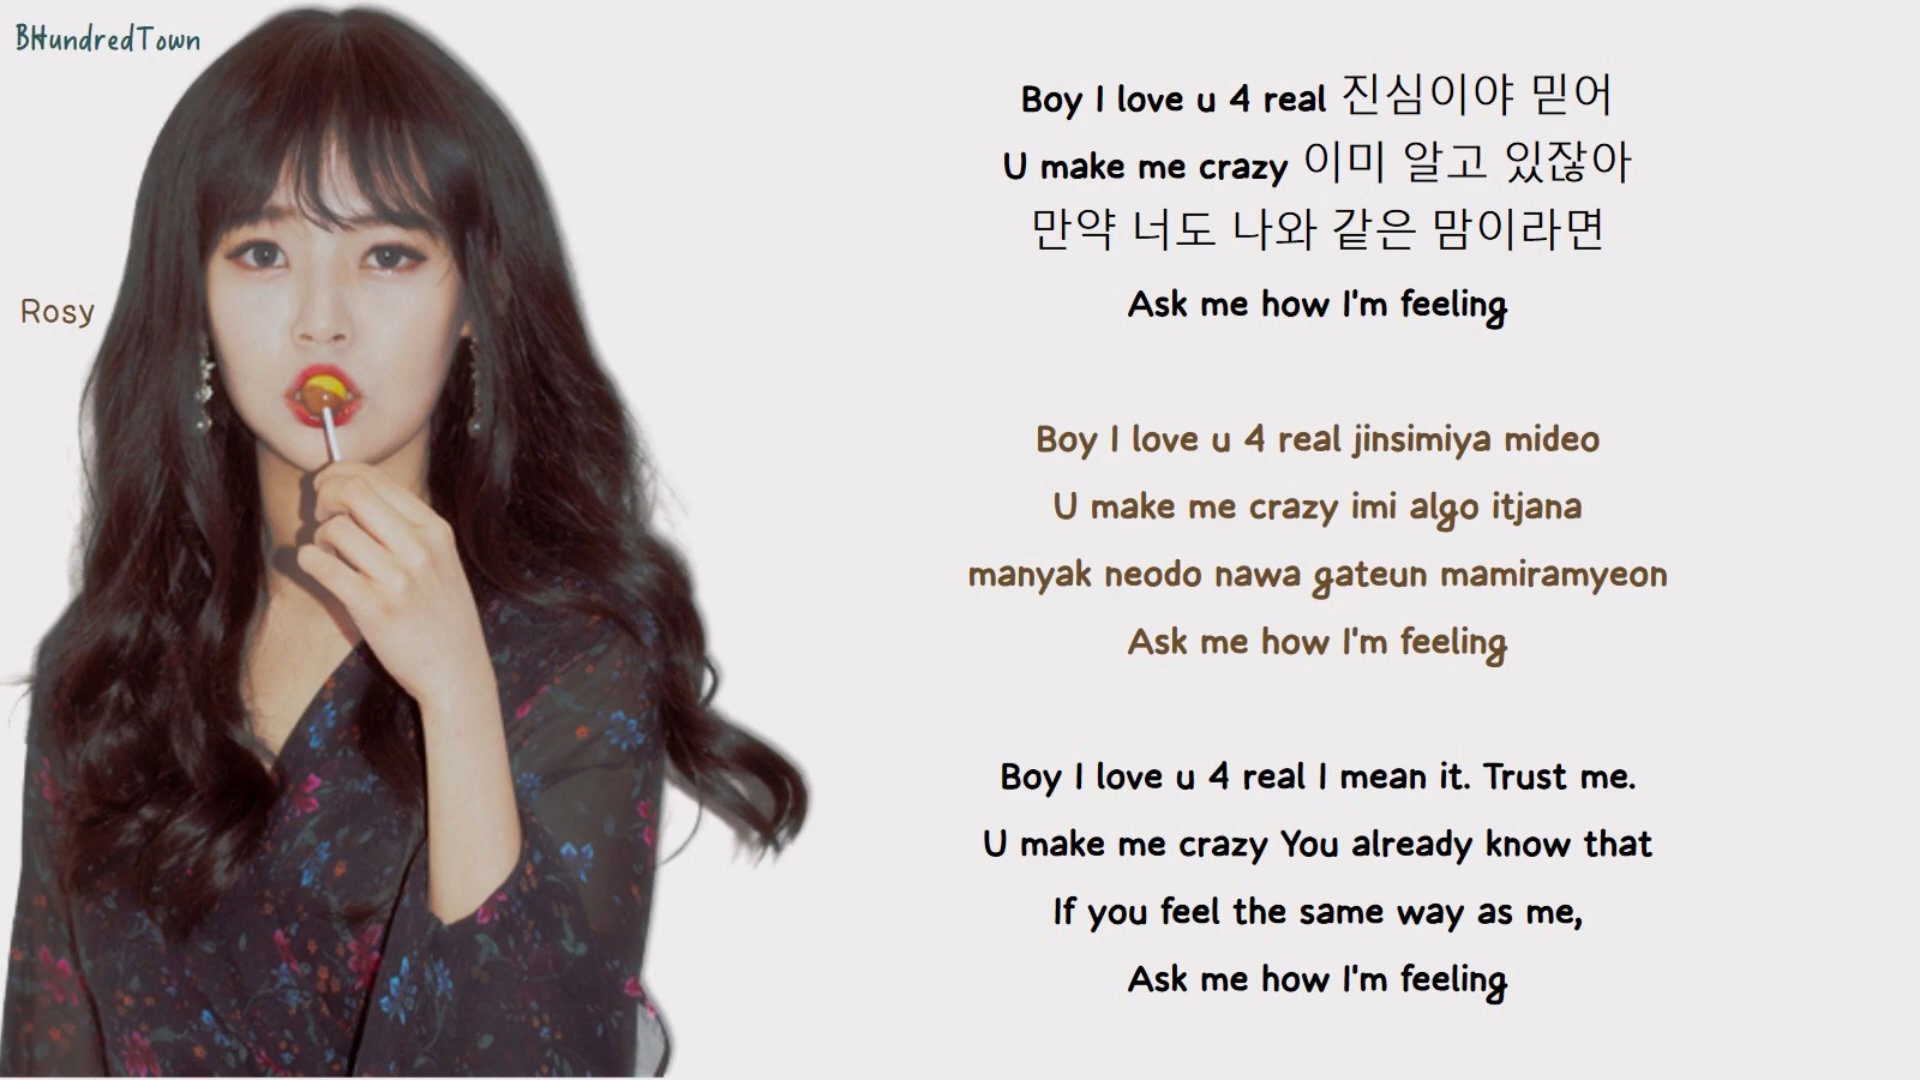 BHundredTown
Rosy
Boy I love u 4 real 진심이야 믿어
U make me crazy 이미 알고 있잖아
만약 너도 나와 같은 맘이라면
Ask me how I'm feeling
Boy I love u 4 real jinsimiya mideo
U make me crazy imi algo itjana
manyak neodo nawa gateun mamiramyeon
Ask me how I'm feeling
Boy I love u 4 real I mean it. Trust me.
U make me crazy You already know that
If you feel the same way as me,
Ask me how I'm feeling